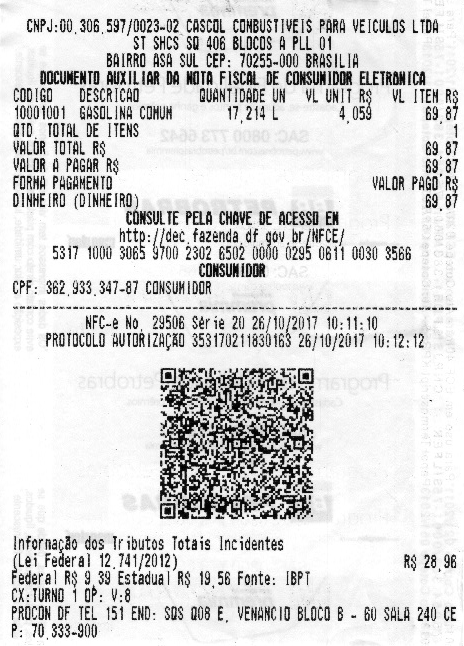 CNPJ:00.306.597/0023-02 CASCOL COMBUSTIVEIS PARA VEICULOS LTDA
ST SHCS SQ 406 BLOCOS A PLL 01
BAIRRO ASA SUL CEP: 70255-000 BRASILIA
DOCUMENTO AUXILIAR DA NOTA FISCAL DE CONSUMIDOR ELETRONICA
CODIGO DESCRICAO QUANTIDADE UN VL UNIT R$ VL ITEM R$
10001001 GASOLINA COMUM 17,214 L 4,059 69,87
QTD. TOTAL DE ITENS 1
VALOR TOTAL R$ 69,87
VALOR A PAGAR R$ 69,87
FORMA PAGAMENTO VALOR PAGO R$
DINHEIRO (DINHEIRO) 69,87
CONSULTE PELA CHAVE DE ACESSO EM
http://dec.fazenda.df.gov.br/NFCE/
5317 1000 3065 9700 2302 6502 0000 0295 0611 0030 3566
CONSUMIDOR
CPF: 362.933.347-87 CONSUMIDOR
NFC-e No. 29506 Série 20 26/10/2017 10:11:10
PROTOCOLO AUTORIZAÇÃO 353170211830163 26/10/2017 10:12:12
Informação dos Tributos Totais Incidentes
(Lei Federal 12.741/2012) R$ 28,96
Federal R$ 9,39 Estadual R$ 19,56 Fonte: IBPT
CX:TURNO 1 OP: V:8
PROCON DF TEL 151 END: SQS Q08 E, VENANCIO BLOCO B - 60 SALA 240 CE
P: 70.333-900